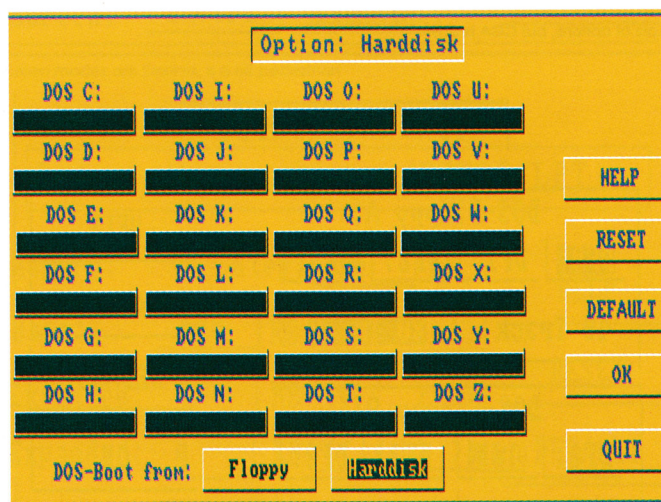 Option: Harddisk
DOS C: DOS I: DOS O: DOS U:
DOS D: DOS J: DOS P: DOS V:
HELP
DOS E: DOS K: DOS Q: DOS W:
RESET
DOS F: DOS L: DOS R: DOS X:
DEFAULT
DOS G: DOS M: DOS S: DOS Y:
OK
DOS H: DOS N: DOS T: DOS Z:
QUIT
DOS-Boot from: Floppy Harddisk